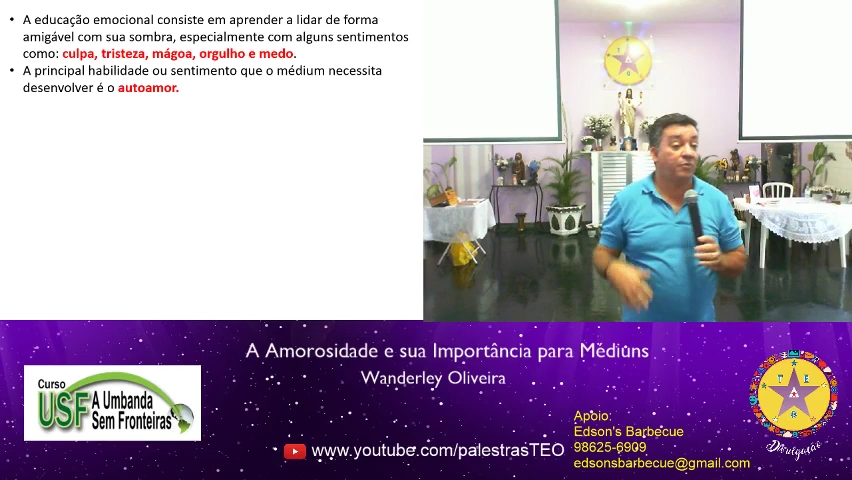 • A educação emocional consiste em aprender a lidar de forma
amigável com sua sombra, especialmente com alguns sentimentos
como: culpa, tristeza, mágoa, orgulho e medo.
• A principal habilidade ou sentimento que o médium necessita
desenvolver é o autoamor.
A Amorosidade e sua Importância para Médiuns
Wanderley Oliveira
Curso
USF A Umbanda
Sem Fronteiras
www.youtube.com/palestrasTEO
Apoio:
Edson's Barbecue
98625-6909
edsonsbarbecue@gmail.com
Divulgação